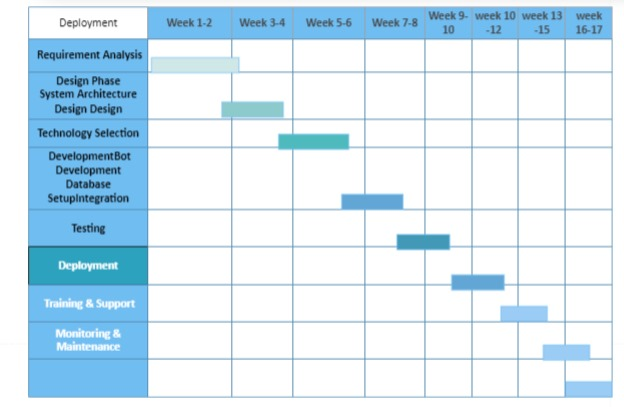 Deployment
Week 1-2
Week 3-4
Week 5-6
Week 7-8
Week 9-
10
week 10
-12
week 13
-15
week
16-17
Requirement Analysis
Design Phase
System Architecture
Design Design
Technology Selection
DevelopmentBot
Development
Database
SetupIntegration
Testing
Deployment
Training & Support
Monitoring &
Maintenance